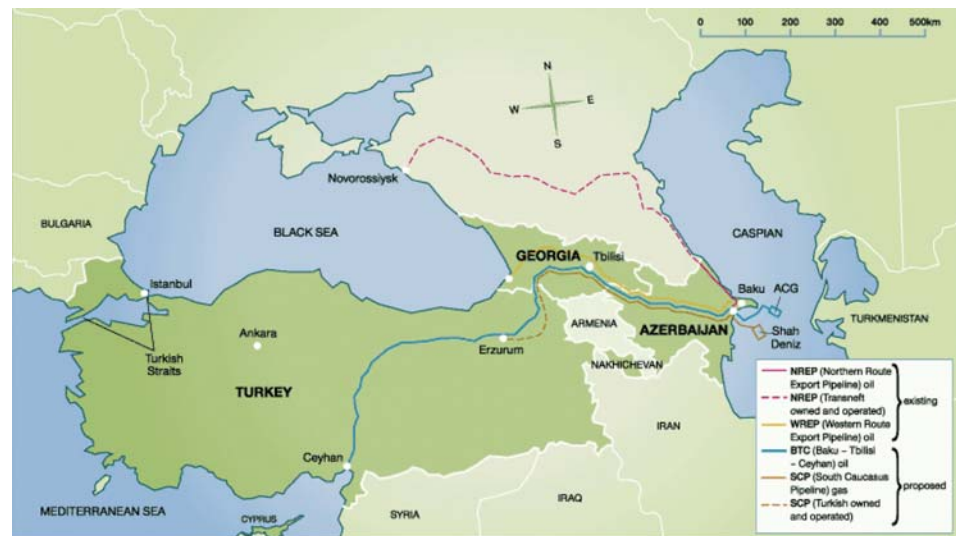 0 100 200 300 400 500km
N
W E
S
Novorossiysk
BULGARIA
BLACK SEA
CASPIAN
GEORGIA
Tbilisi
Istanbul
Baku
ACG
TURKMENISTAN
Ankara
ARMENIA
AZERBAIJAN
Shah
Deniz
Erzurum
Turkish
Straits
NAKHICHEVAN
TURKEY
IRAN
Ceyhan
MEDITERRANEAN SEA
CYPRUS
SYRIA
IRAQ
NREP (Northern Route
Export Pipeline) oil
NREP (Transneft
owned and operated)
existing
WREP (Western Route
Export Pipeline) oil
BTC (Baku – Tbilisi
– Ceyhan) oil
SCP (South Caucasus
Pipeline) gas
proposed
SCP (Turkish owned
and operated)